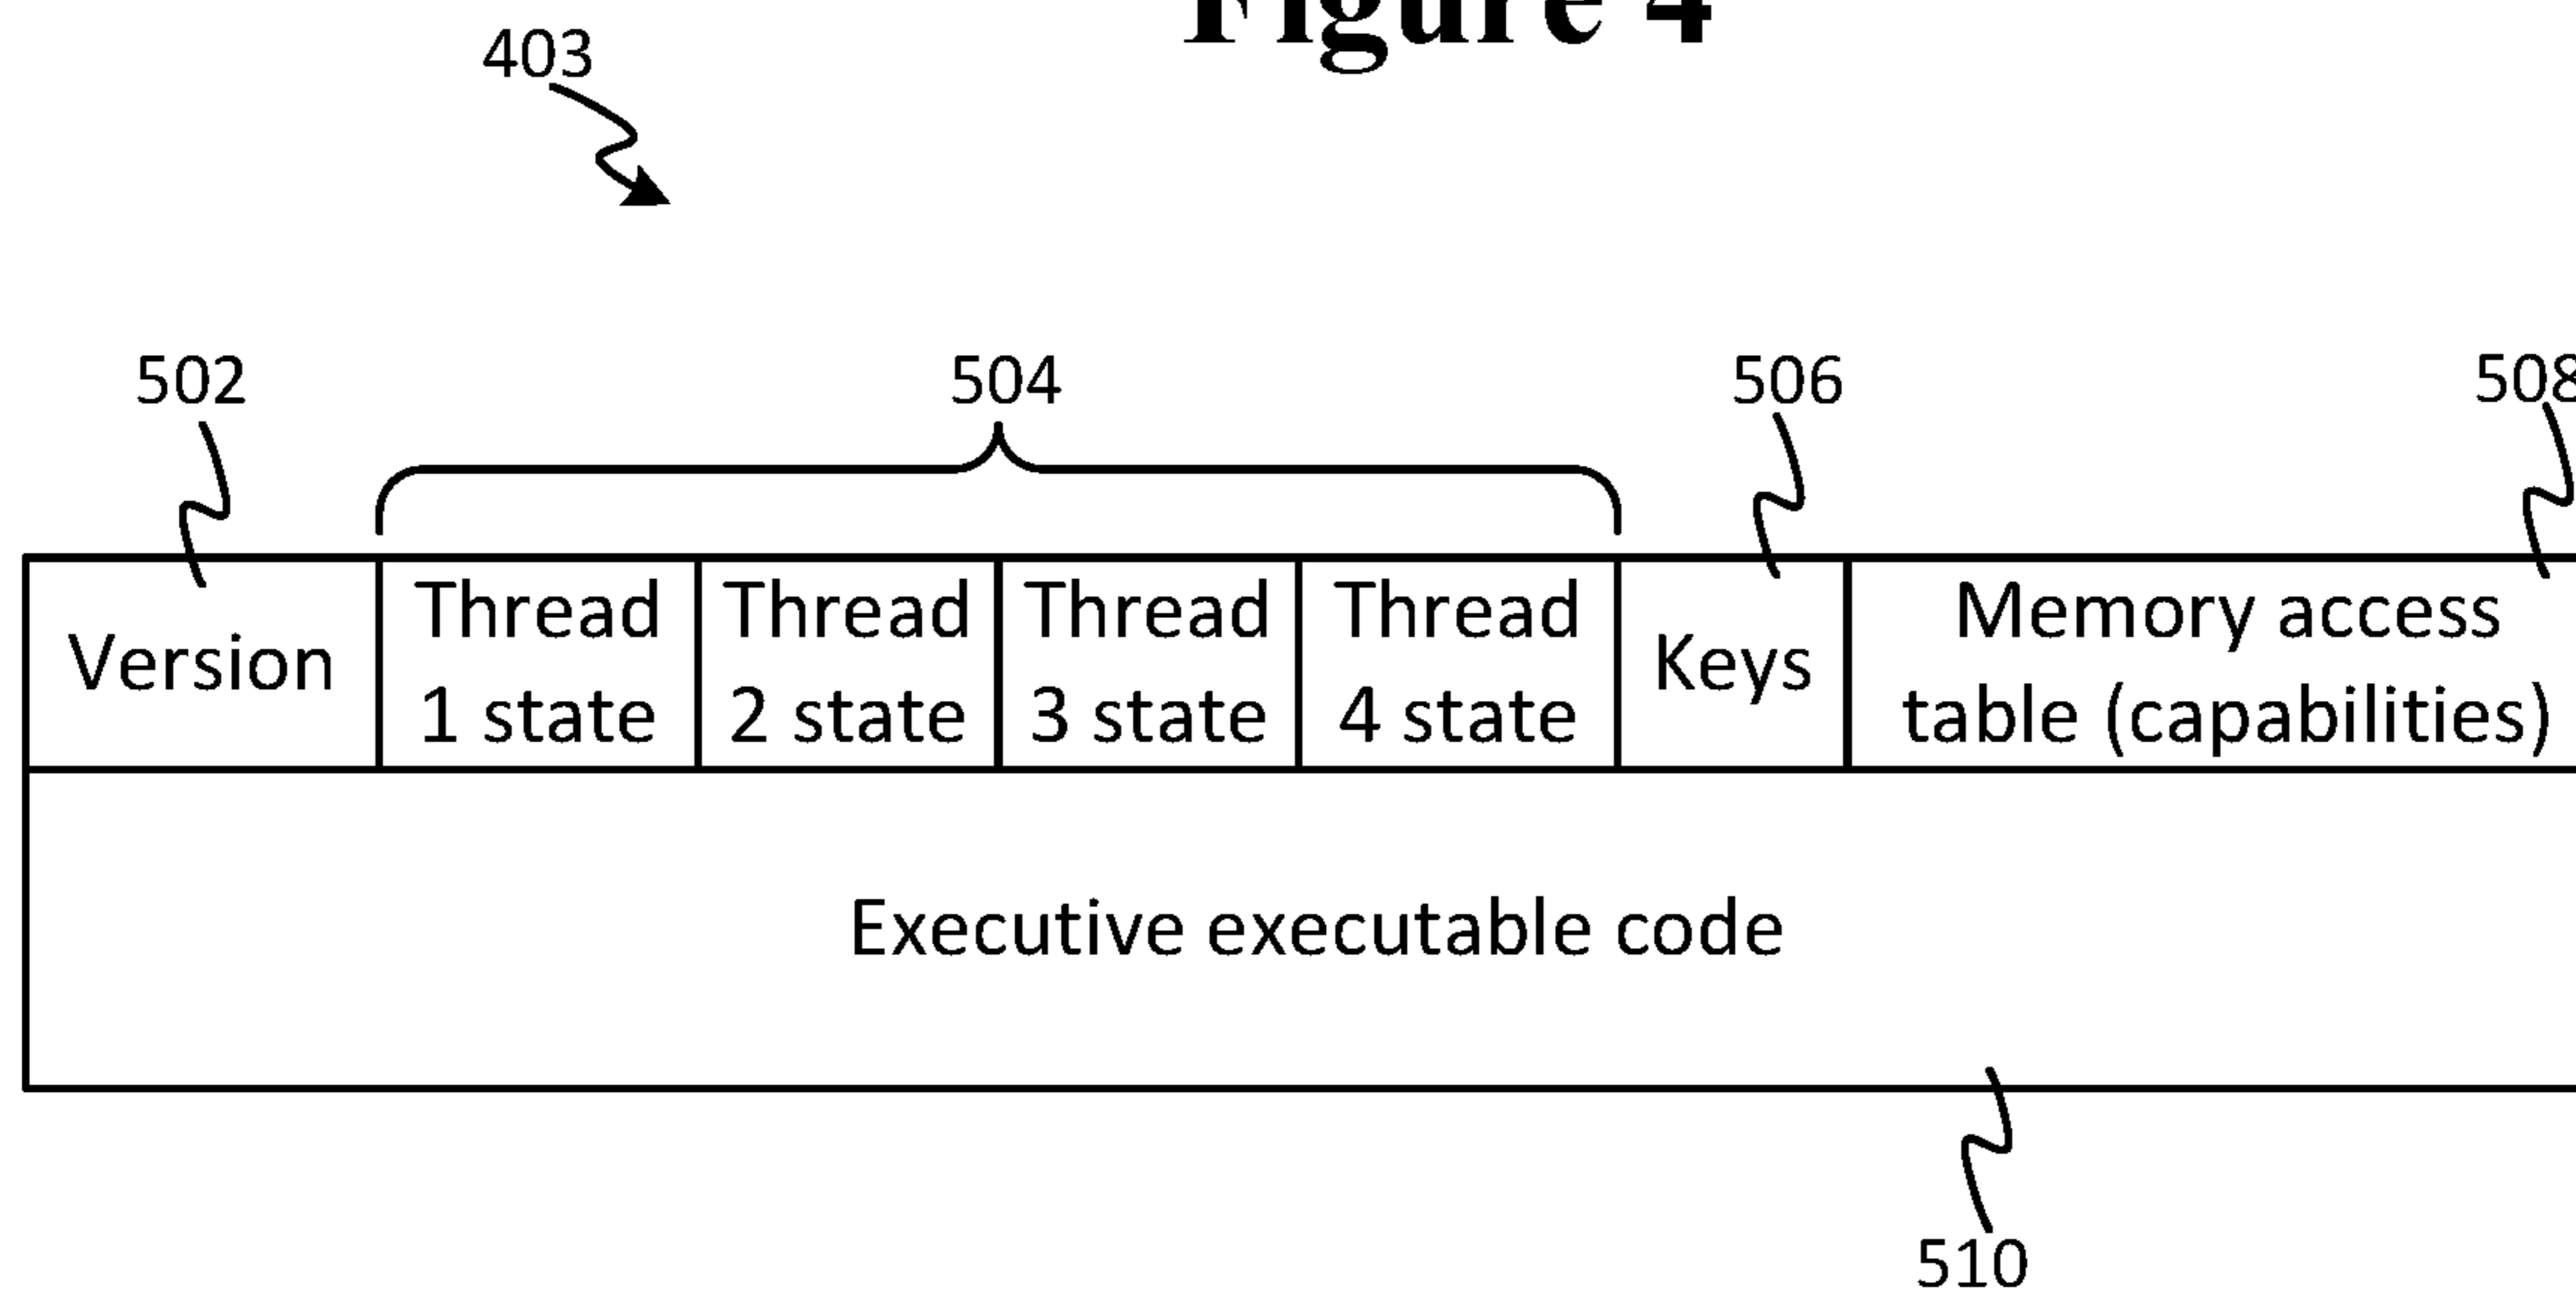 Figure 4
403
502
504
506
508
Version
Thread
1 state
Thread
2 state
Thread
3 state
Thread
4 state
Keys
Memory access
table (capabilities)
Executive executable code
510